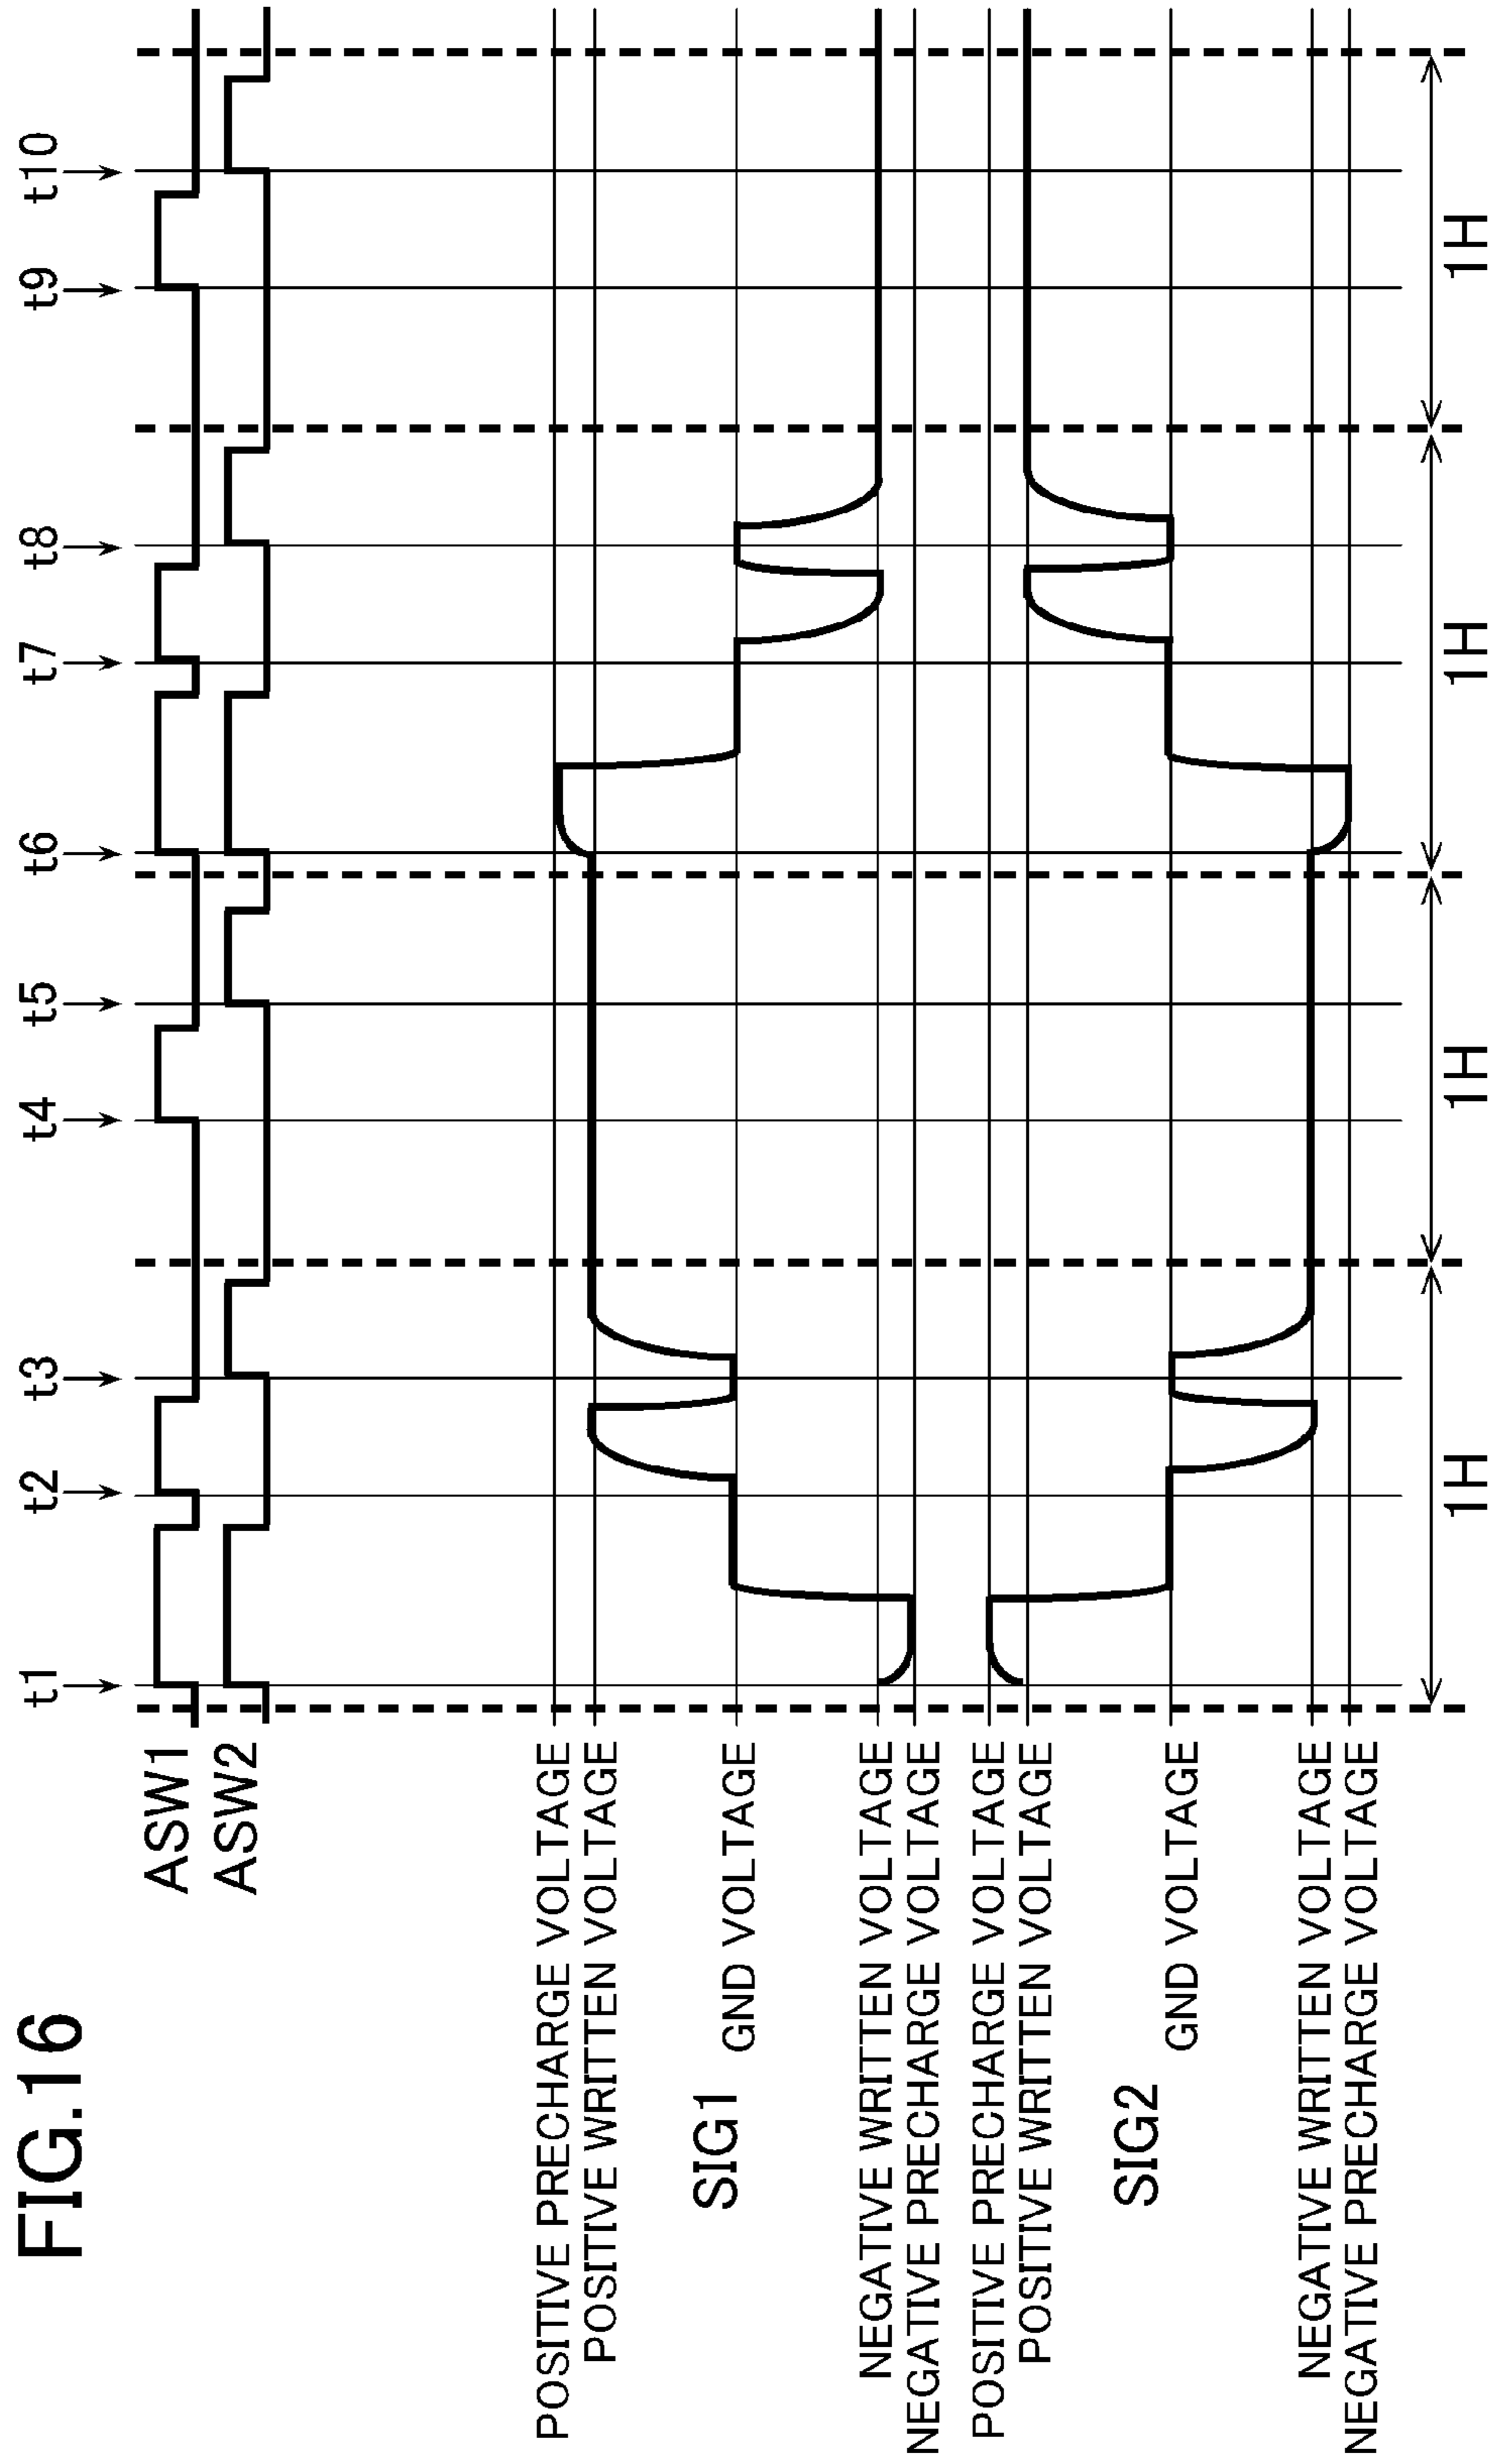 FIG.16
t1 t2 t3 t4 t5 t6 t7 t8 t9 t10
ASW1
ASW2
POSITIVE PRECHARGE VOLTAGE
POSITIVE WRITTEN VOLTAGE
SIG1
GND VOLTAGE
NEGATIVE WRITTEN VOLTAGE
NEGATIVE PRECHARGE VOLTAGE
POSITIVE PRECHARGE VOLTAGE
POSITIVE WRITTEN VOLTAGE
SIG2
GND VOLTAGE
NEGATIVE WRITTEN VOLTAGE
NEGATIVE PRECHARGE VOLTAGE
1H 1H 1H 1H